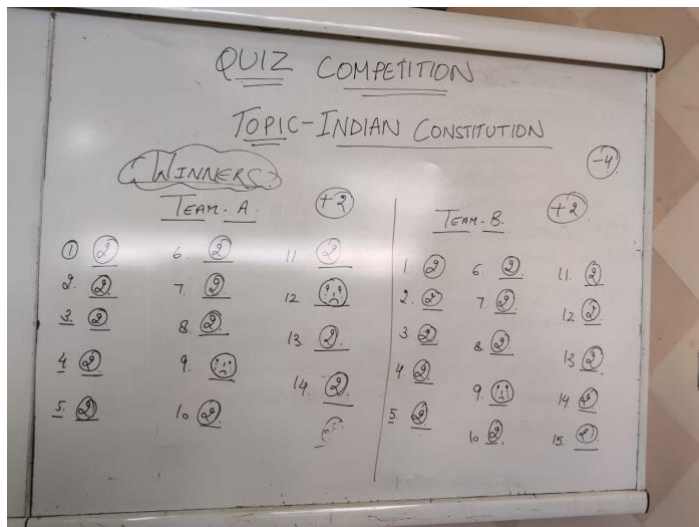 QUIZ COMPETITION
TOPIC-INDIAN CONSTITUTION
-4
WINNERS
TEAM-A. +2
1 2 6. 2 11. 2
2. 2 7. 2 12
3 2 8. 2 13. 2
4 2 9. 14. 2
5. 2 10 2
TEAM-B. +2
1. 2 6. 2 11. 2
2. 2 7. 2 12. 2
3. 2 8 2 13 2
4 2 9. 14 2
5. 2 10 2 15. 2